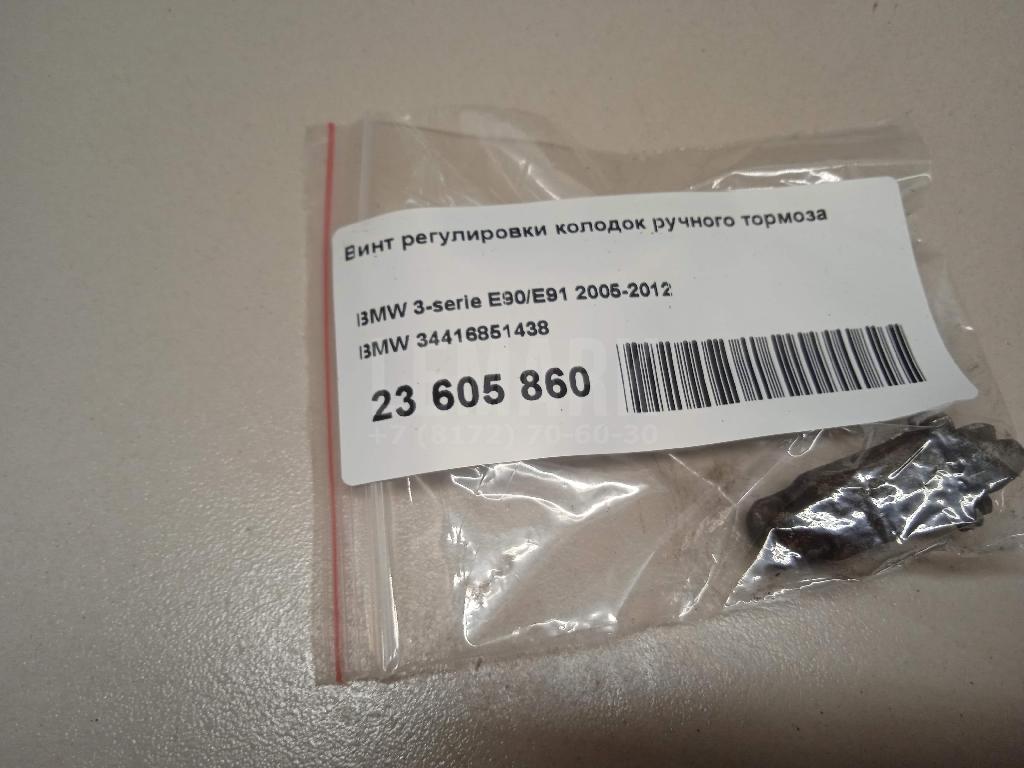 Винт регулировки колодок ручного тормоза
BMW 3-serie E90/E91 2005-2012
BMW 34416851438
23 605 860
+7 (8172) 70-60-30